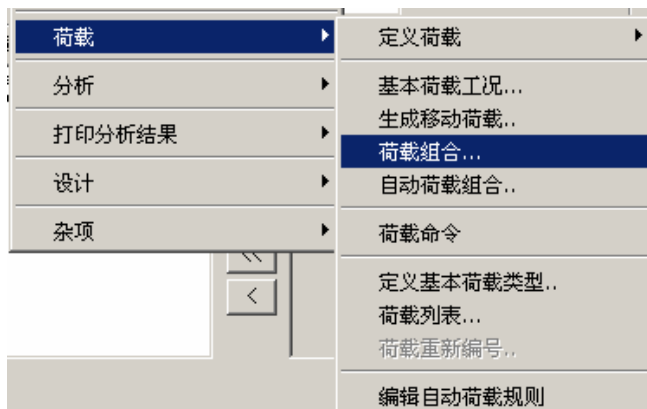 荷载
分析
打印分析结果
设计
杂项
<<
<
定义荷载
基本荷载工况...
生成移动荷载..
荷载组合...
自动荷载组合..
荷载命令
定义基本荷载类型..
荷载列表...
荷载重新编号..
编辑自动荷载规则